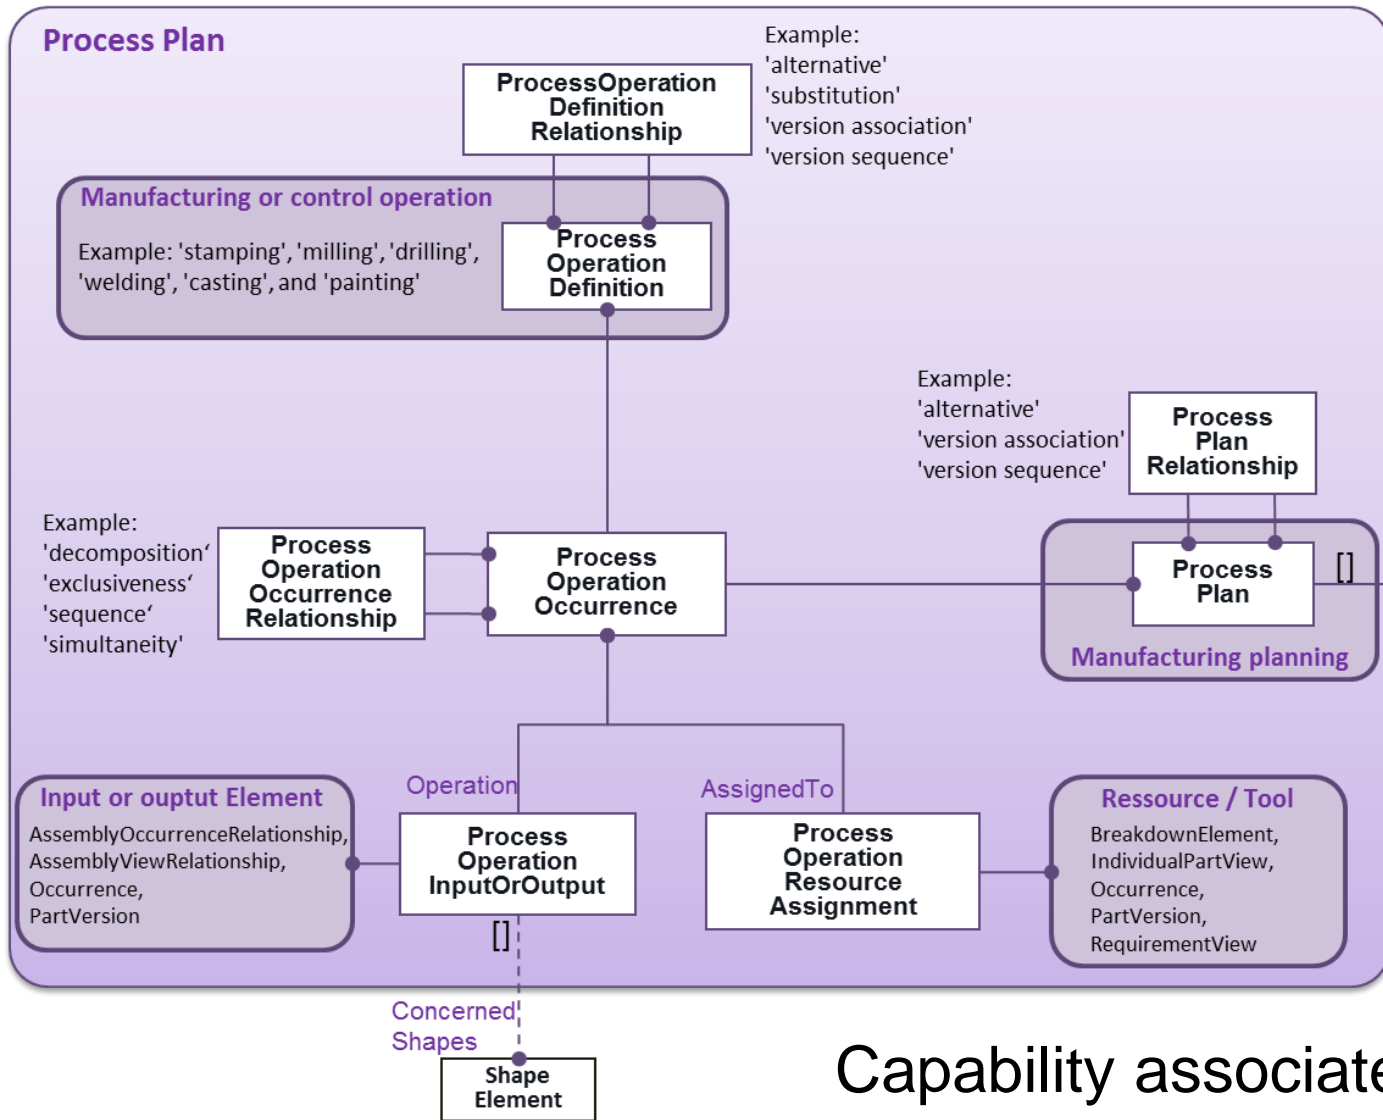 Process Plan
Example:
'alternative'
'substitution'
'version association'
'version sequence'
ProcessOperation
Definition
Relationship
Manufacturing or control operation
Example: 'stamping', 'milling', 'drilling',
'welding', 'casting', and 'painting'
Process
Operation
Definition
Example:
'alternative'
'version association'
'version sequence'
Process
Plan
Relationship
Example:
'decomposition‘
'exclusiveness‘
'sequence‘
'simultaneity'
Process
Operation
Occurrence
Relationship
Process
Operation
Occurrence
Process
Plan
[]
Manufacturing planning
Operation
AssignedTo
Input or ouptut Element
AssemblyOccurrenceRelationship,
AssemblyViewRelationship,
Occurrence,
PartVersion
Process
Operation
InputOrOutput
[]
Process
Operation
Resource
Assignment
Ressource / Tool
BreakdownElement,
IndividualPartView,
Occurrence,
PartVersion,
RequirementView
Concerned
Shapes
Shape
Element
Capability associate